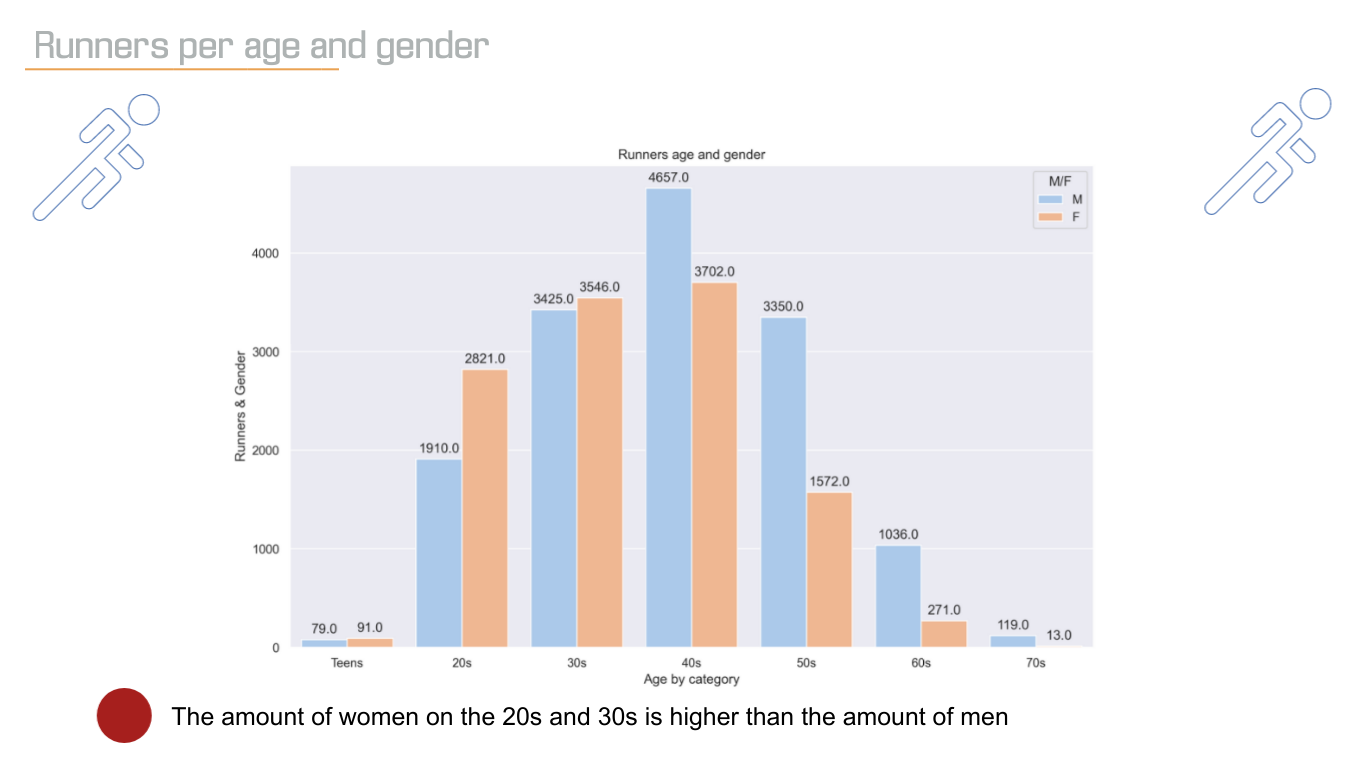 Runners per age and gender
Runners age and gender
M/F
M
F
4657.0
3702.0
3425.0
3546.0
3350.0
2821.0
1910.0
1572.0
1036.0
271.0
79.0
91.0
119.0
13.0
4000
3000
2000
1000
0
Runners & Gender
Teens 20s 30s 40s 50s 60s 70s
Age by category
The amount of women on the 20s and 30s is higher than the amount of men